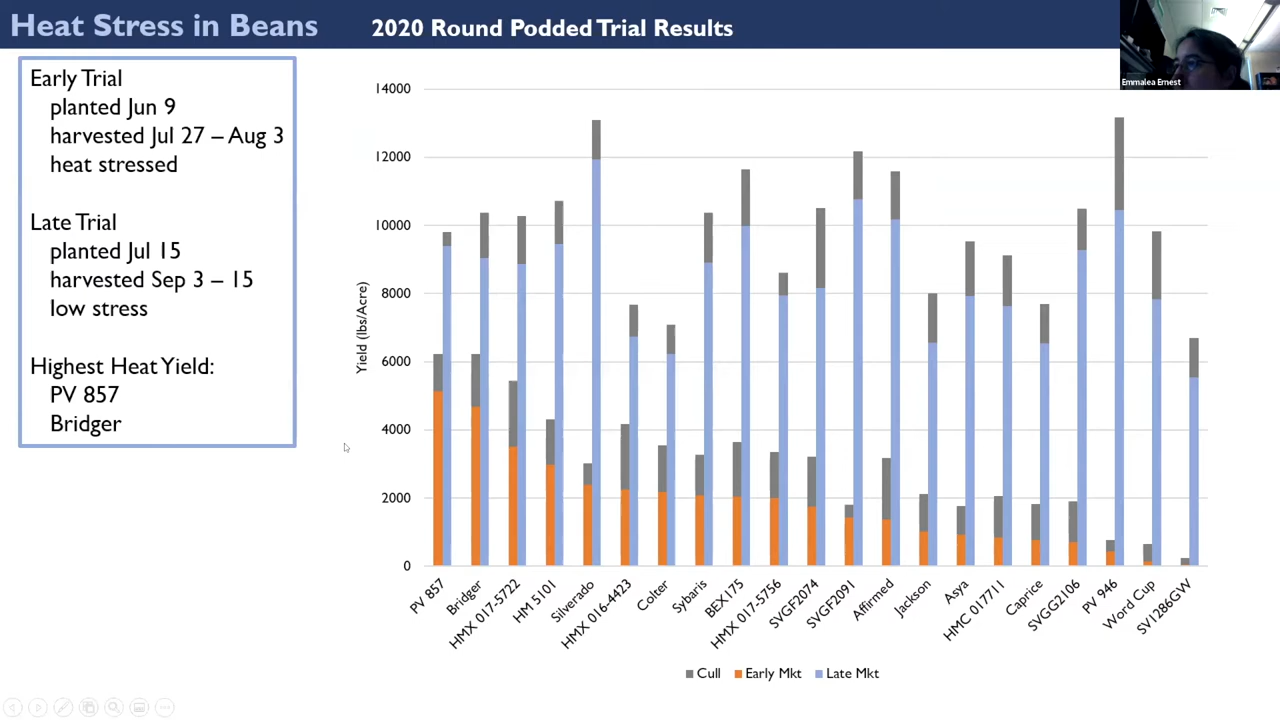 Heat Stress in Beans
2020 Round Podded Trial Results
Emmalea Ernest
Early Trial
planted Jun 9
harvested Jul 27 – Aug 3
heat stressed
Late Trial
planted Jul 15
harvested Sep 3 – 15
low stress
Highest Heat Yield:
PV 857
Bridger
Yield (lbs/Acre)
14000
12000
10000
8000
6000
4000
2000
0
PV 857
Bridger
HMX 017-5722
HM 5101
Silverado
HMX 016-4423
Colter
Sybaris
BEX175
HMX 017-5756
SVGF2074
SVGF2091
Affirmed
Jackson
Asya
HMC 017711
Caprice
SVGG2106
PV 946
Word Cup
SV1286GW
Cull
Early Mkt
Late Mkt